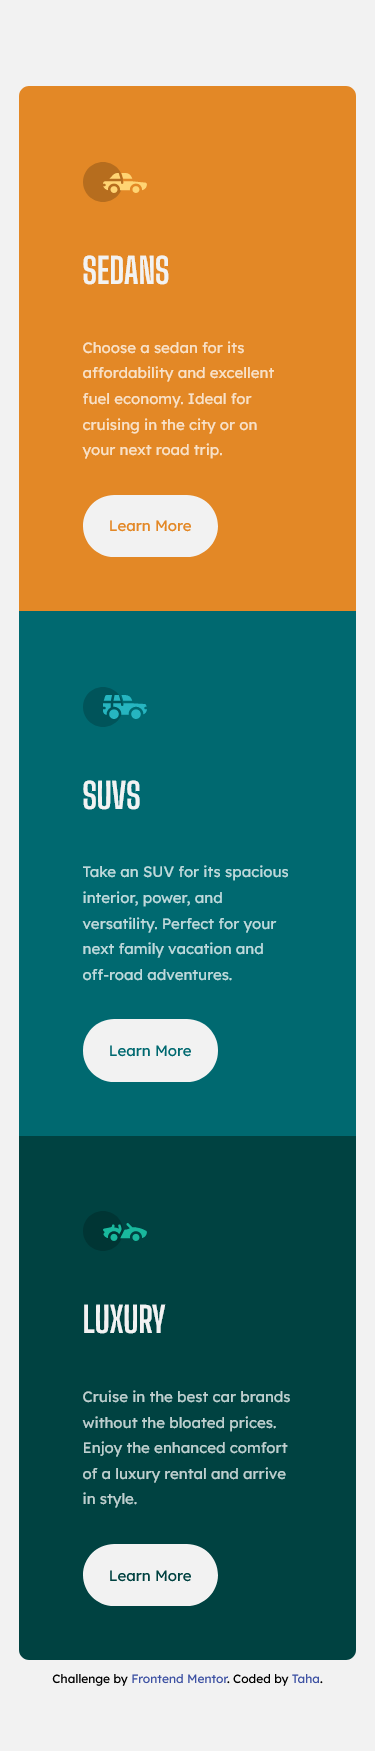 SEDANS
Choose a sedan for its
affordability and excellent
fuel economy. Ideal for
cruising in the city or on
your next road trip.
Learn More
SUVS
Take an SUV for its spacious
interior, power, and
versatility. Perfect for your
next family vacation and
off-road adventures.
Learn More
LUXURY
Cruise in the best car brands
without the bloated prices.
Enjoy the enhanced comfort
of a luxury rental and arrive
in style.
Learn More
Challenge by Frontend Mentor. Coded by Taha.